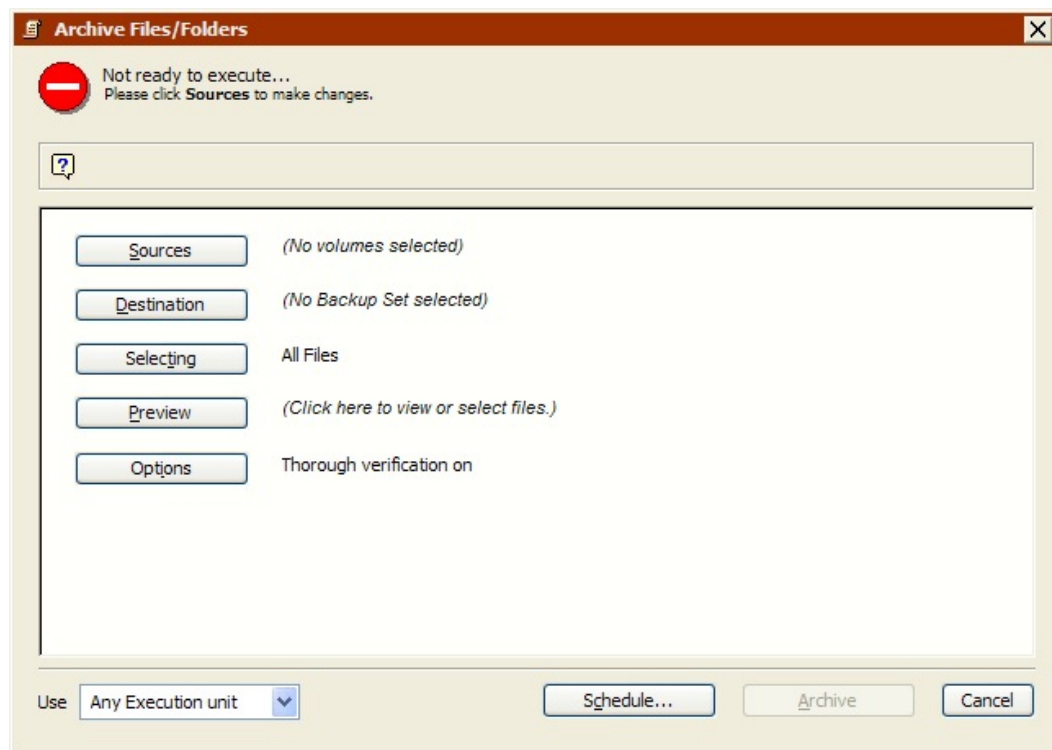 Archive Files/Folders
Not ready to execute...
Please click Sources to make changes.
?
Sources (No volumes selected)
Destination (No Backup Set selected)
Selecting All Files
Preview (Click here to view or select files.)
Options Thorough verification on
Use Any Execution unit Schedule... Archive Cancel